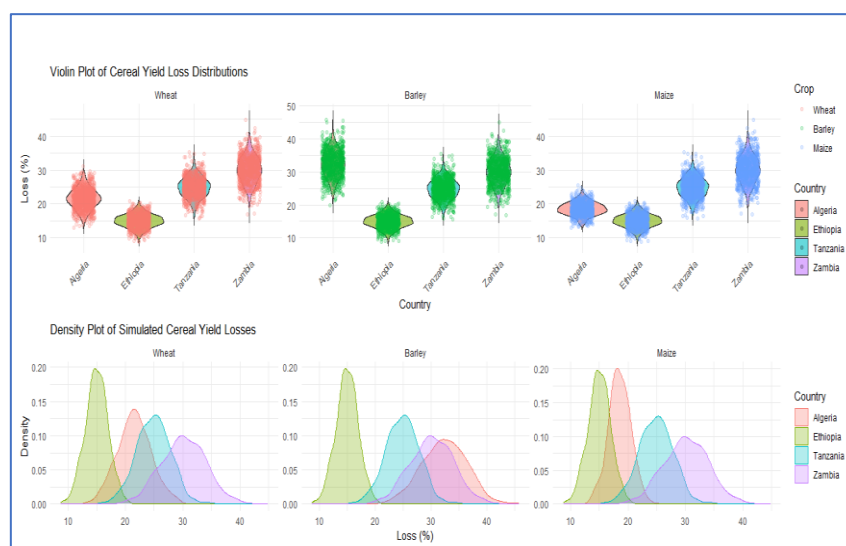 Violin Plot of Cereal Yield Loss Distributions
Wheat
Barley
Maize
Loss (%)
40
30
20
10
50
40
30
20
10
40
30
20
10
Algeria
Ethiopia
Tanzania
Zambia
Algeria
Ethiopia
Tanzania
Zambia
Algeria
Ethiopia
Tanzania
Zambia
Country
Crop
Wheat
Barley
Maize
Country
Algeria
Ethiopia
Tanzania
Zambia
Density Plot of Simulated Cereal Yield Losses
Wheat
Barley
Maize
Density
0.20
0.15
0.10
0.05
0.00
0.20
0.15
0.10
0.05
0.00
0.20
0.15
0.10
0.05
0.00
10 20 30 40
10 20 30 40
10 20 30 40
Loss (%)
Country
Algeria
Ethiopia
Tanzania
Zambia